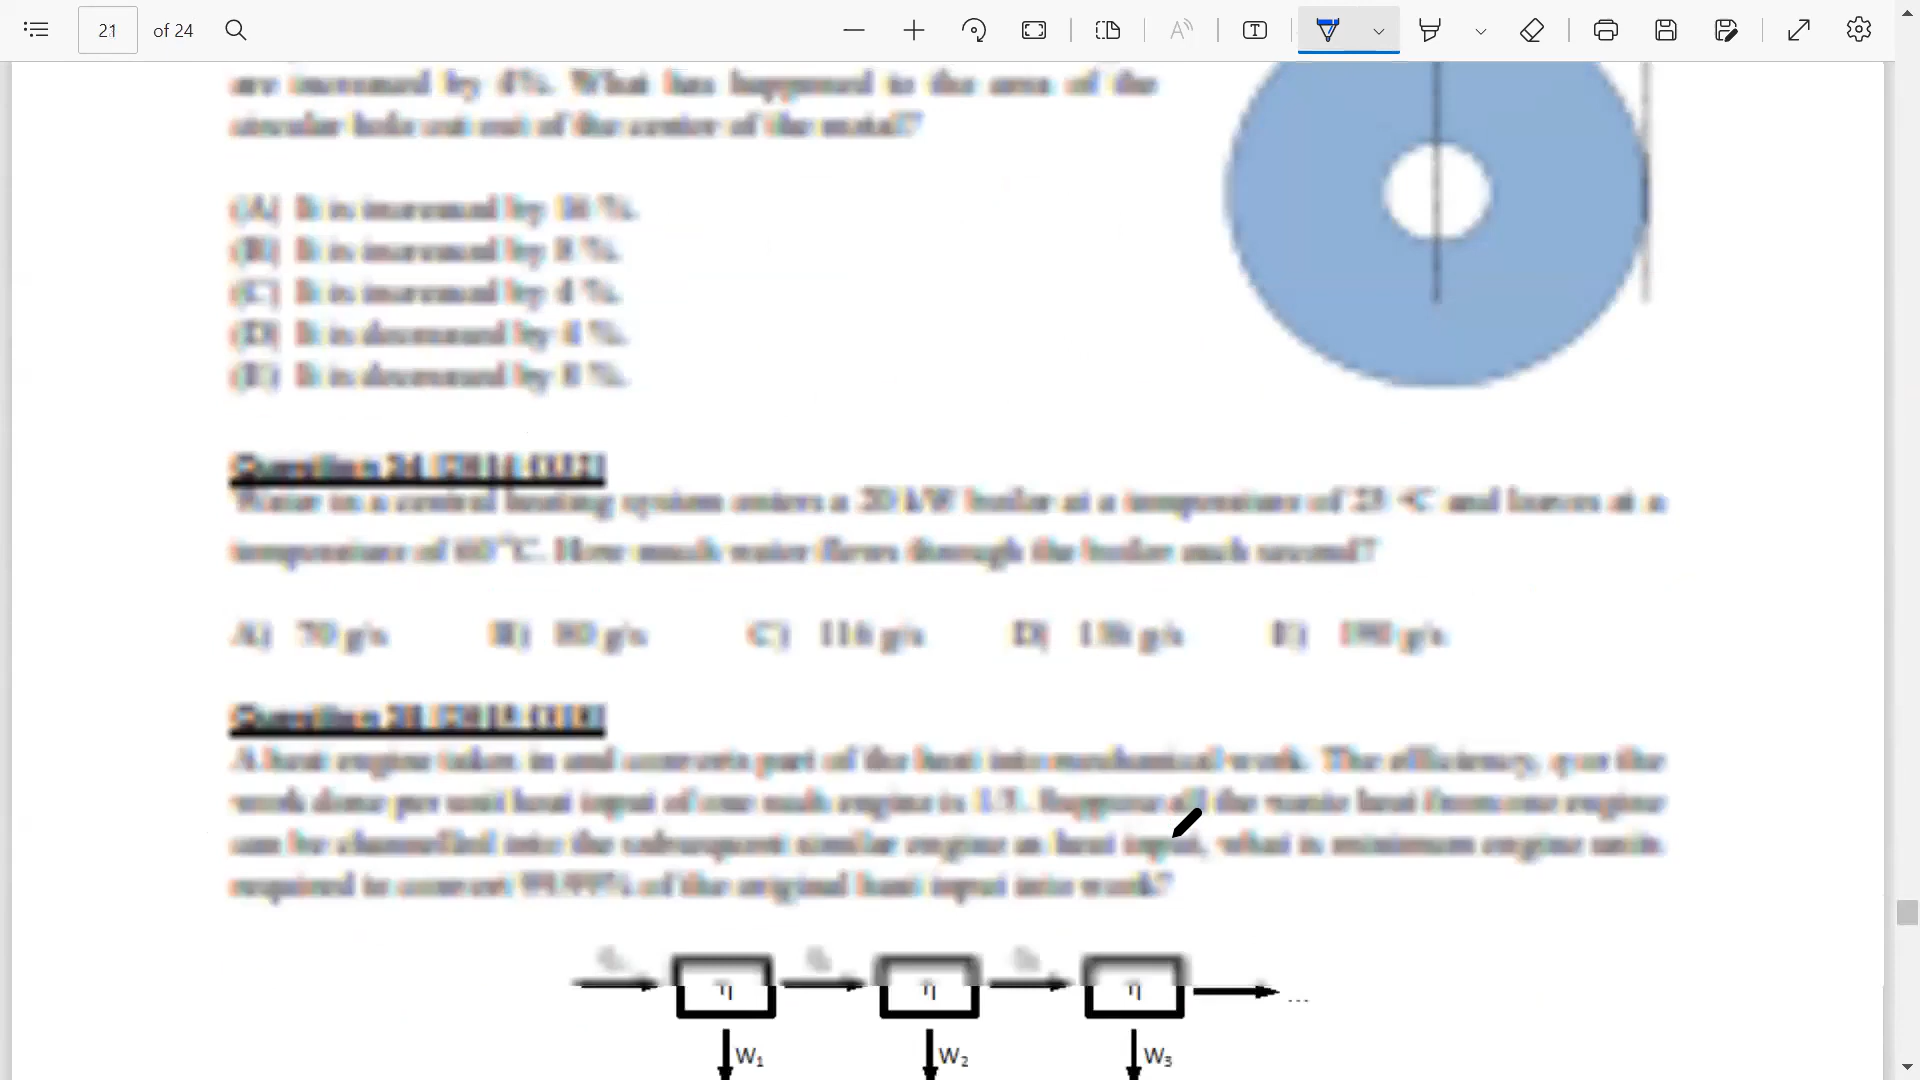 21 of 24
are increased by 4%. What has happened to the area of the
circular hole cut out of the center of the metal?
(A) It is increased by 16 %.
(B) It is increased by 8 %.
(C) It is increased by 4 %.
(D) It is decreased by 4 %.
(E) It is decreased by 8 %.
Question
Water in a central heating system enters a 20 kW boiler at a temperature of 25 °C and leaves at a
temperature of 60 °C. How much water flows through the boiler each second?
A) 70 g/s B) 80 g/s C) 116 g/s D) 136 g/s E) 190 g/s
Question
A heat engine takes in and converts part of the heat into mechanical work. The efficiency, η or the
work done per unit heat input of one such engine is Suppose all the waste heat from one engine
can be channelled into the subsequent similar engine as heat input, what is minimum engine units
required to convert 99.99% of the original heat input into work?
η η η ...
W₁ W₂ W₃